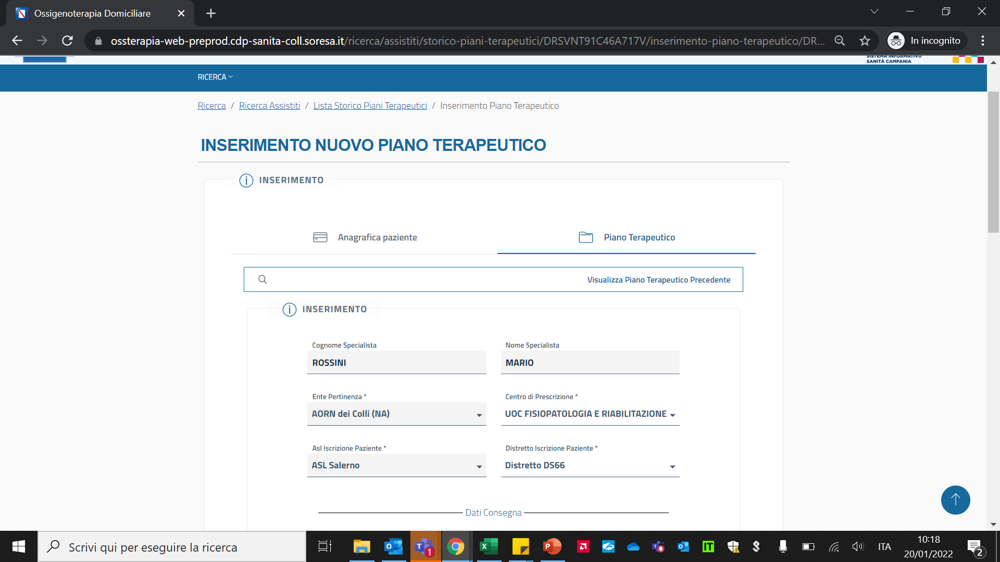 Ossigenoterapia Domiciliare
ossterapia-web-preprod.cdp-sanita-coll.soresa.it/ricerca/assistiti/storico-piani-terapeutici/DRSVNT91C46A717V/inserimento-piano-terapeutico/DR...
In incognito
SISTEMA INFORMATIVO
SANITÀ CAMPANIA
RICERCA
Ricerca / Ricerca Assistiti / Lista Storico Piani Terapeutici / Inserimento Piano Terapeutico
INSERIMENTO NUOVO PIANO TERAPEUTICO
INSERIMENTO
Anagrafica paziente
Piano Terapeutico
Visualizza Piano Terapeutico Precedente
INSERIMENTO
Cognome Specialista
Nome Specialista
ROSSINI
MARIO
Ente Pertinenza *
Centro di Prescrizione *
AORN dei Colli (NA)
UOC FISIOPATOLOGIA E RIABILITAZIONE
Asl Iscrizione Paziente *
Distretto Iscrizione Paziente *
ASL Salerno
Distretto DS66
Dati Consegna
Scrivi qui per eseguire la ricerca
ITA
10:18
20/01/2022
2